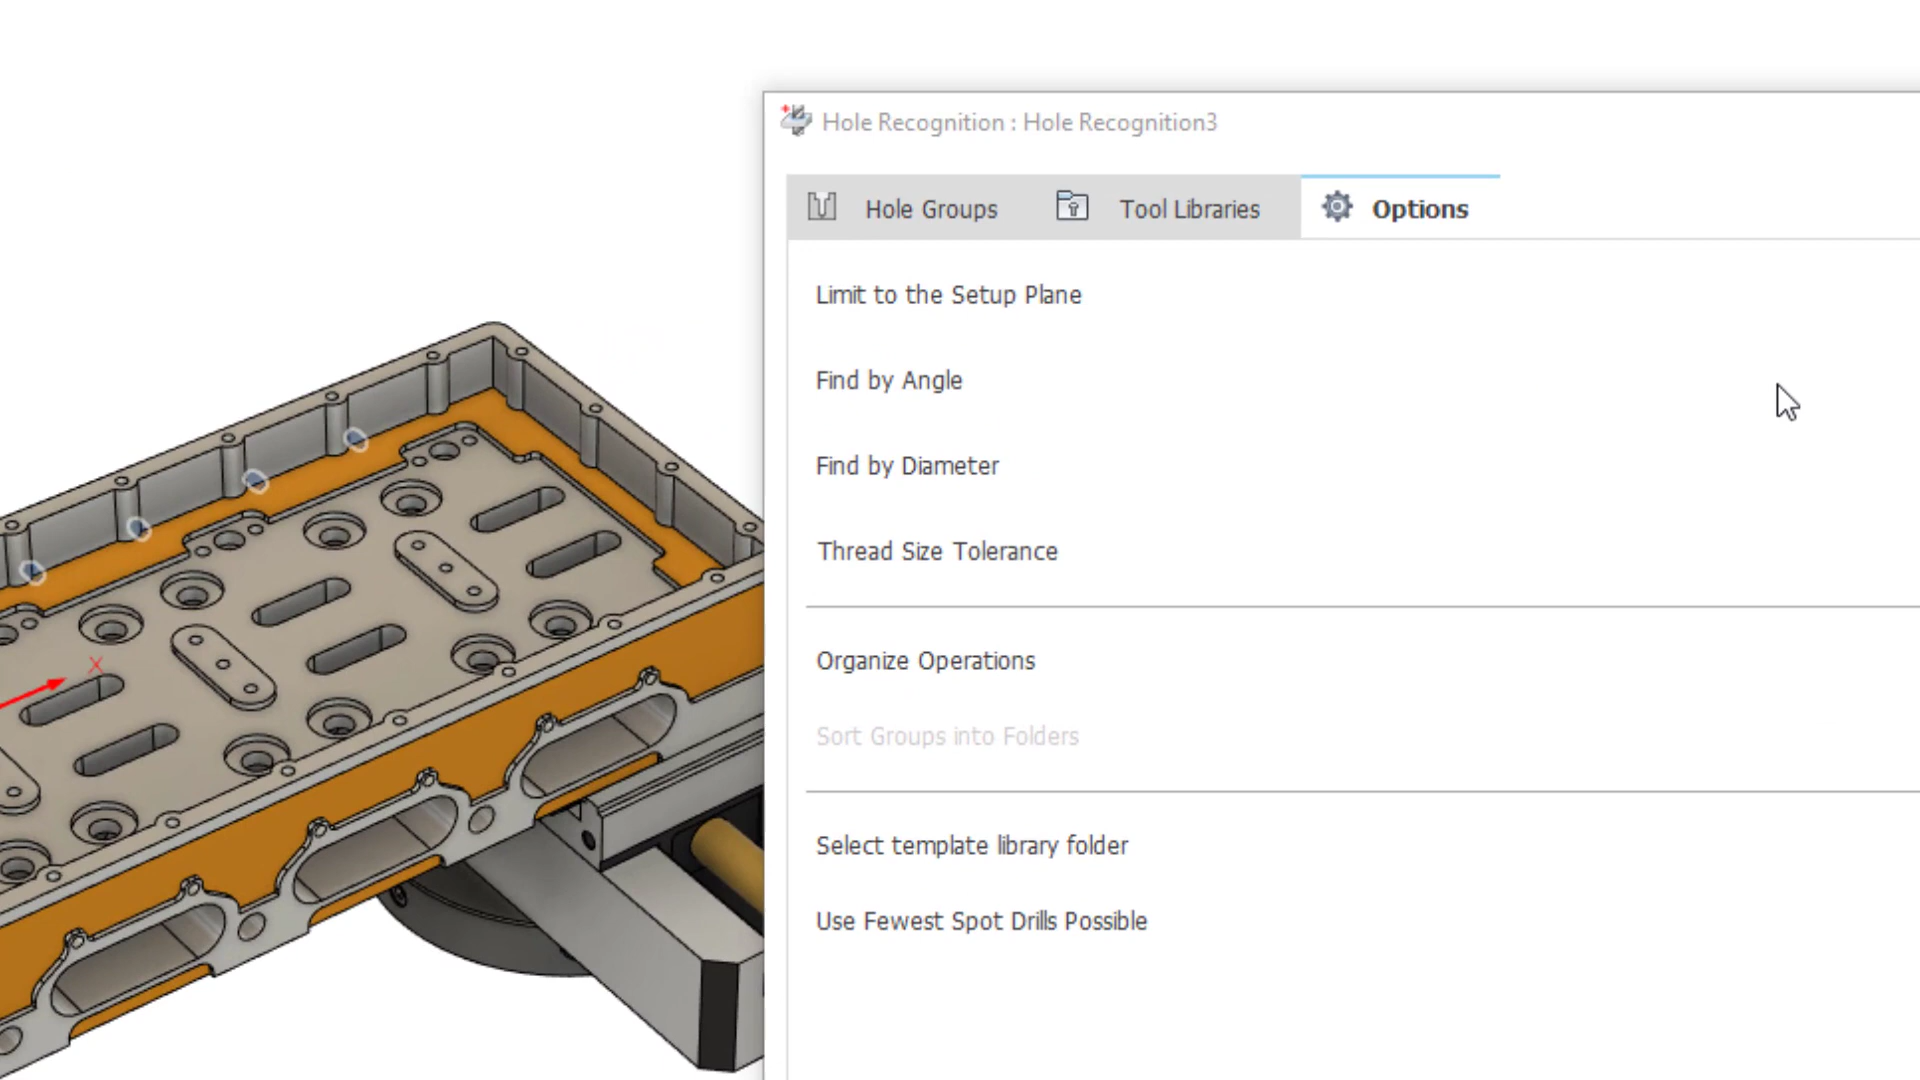 Hole Recognition : Hole Recognition3
Hole Groups
Tool Libraries
Options
Limit to the Setup Plane
Find by Angle
Find by Diameter
Thread Size Tolerance
Organize Operations
Sort Groups into Folders
Select template library folder
Use Fewest Spot Drills Possible
X